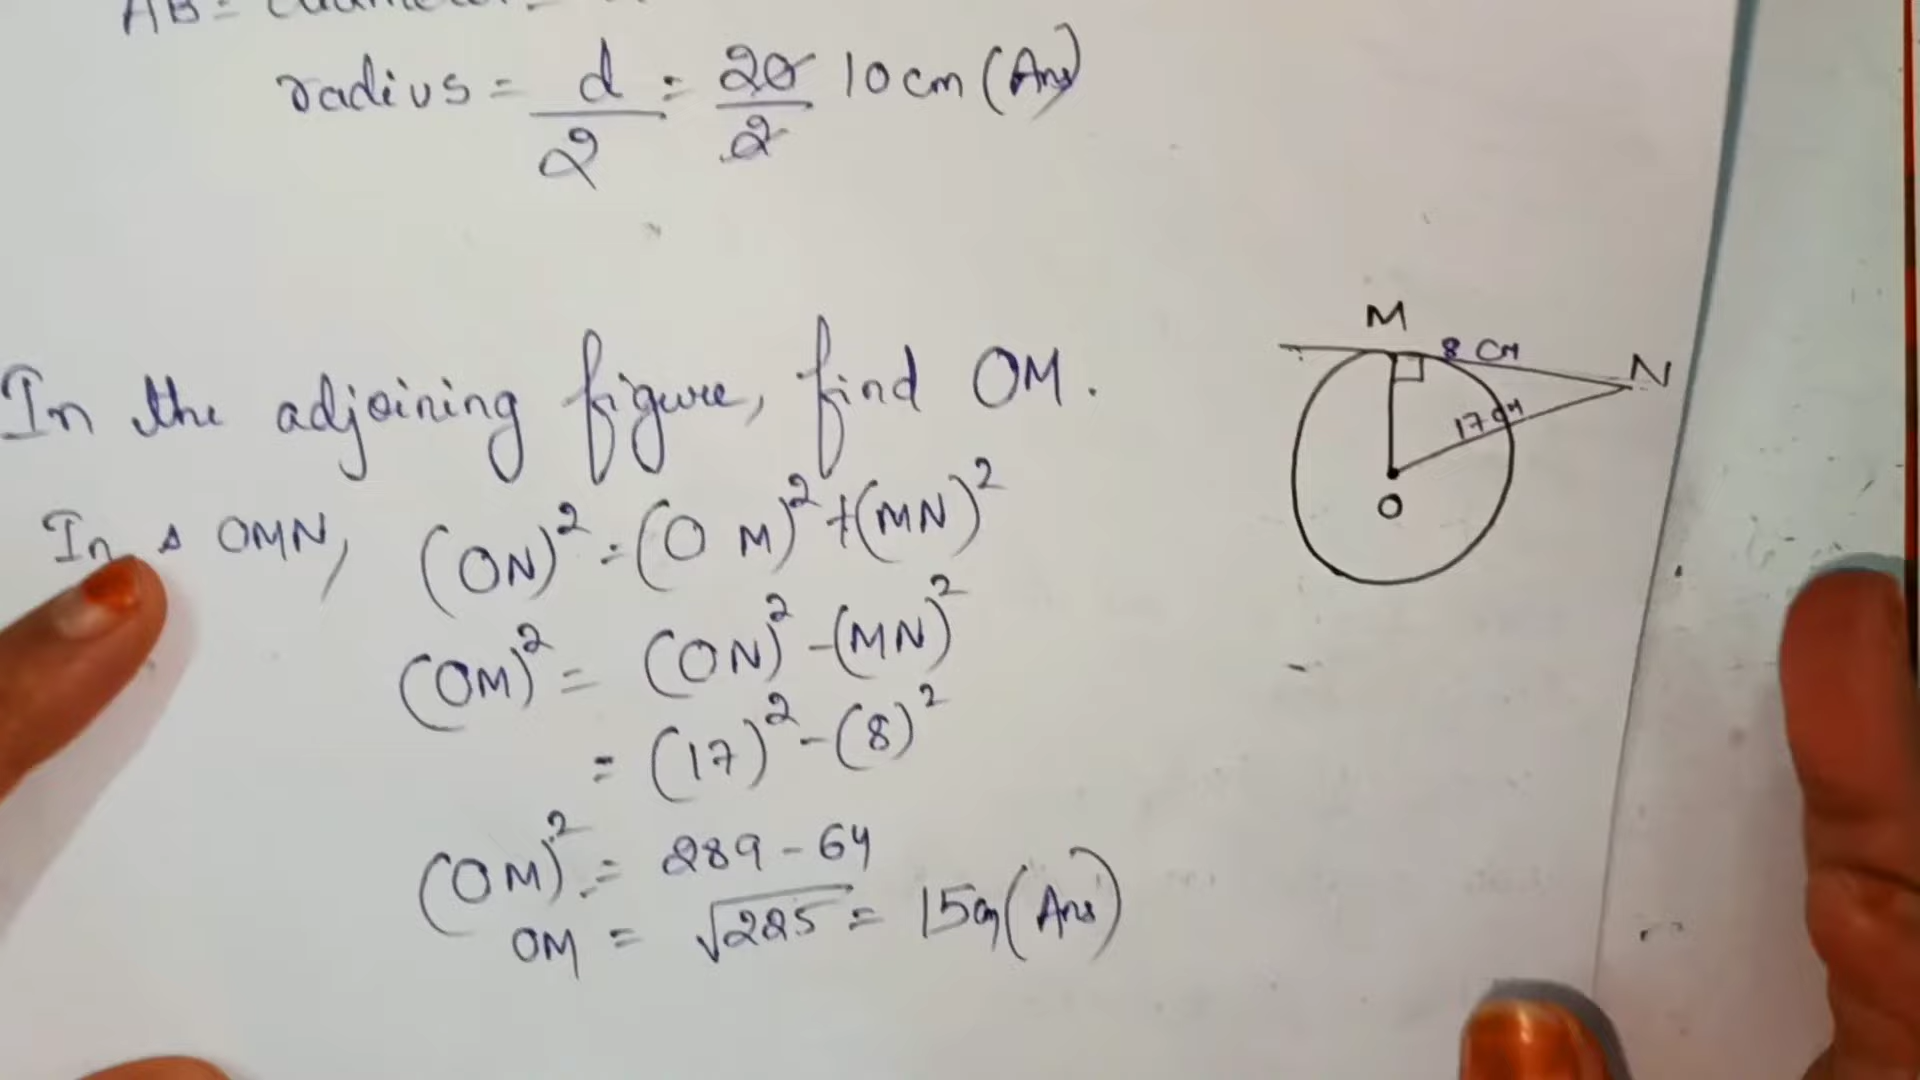 AB =
radius = d/2 = 20/2 10 cm (Ans)
In the adjoining figure, find OM.
In △ OMN, (ON)² = (OM)² + (MN)²
(OM)² = (ON)² - (MN)²
= (17)² - (8)²
(OM)² = 289 - 64
OM = √225 = 15 cm (Ans)
M
8 CM
N
17 CM
O